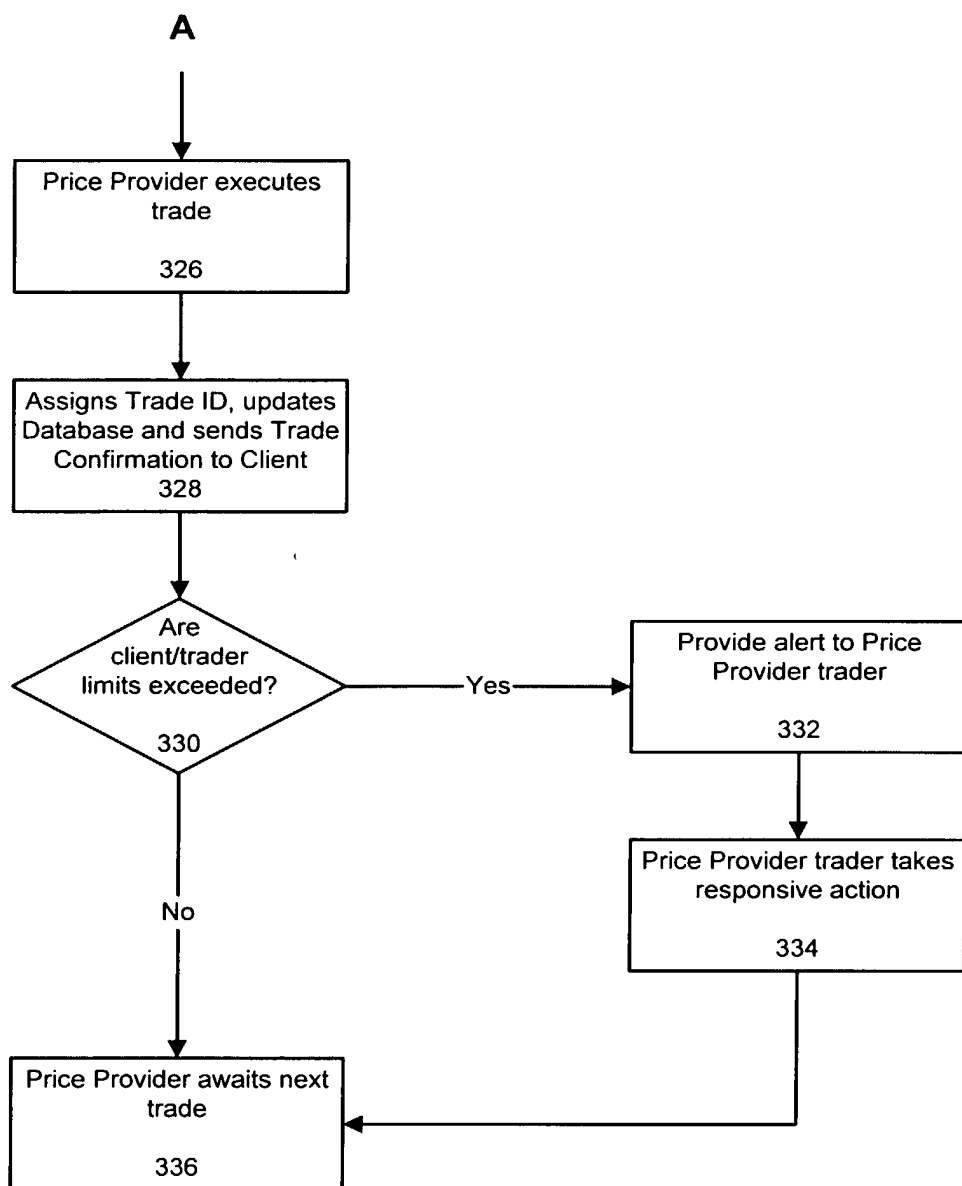 A
Price Provider executes
trade
326
Assigns Trade ID, updates
Database and sends Trade
Confirmation to Client
328
Are
client/trader
limits exceeded?
330
Yes
Provide alert to Price
Provider trader
332
Price Provider trader takes
responsive action
334
No
Price Provider awaits next
trade
336